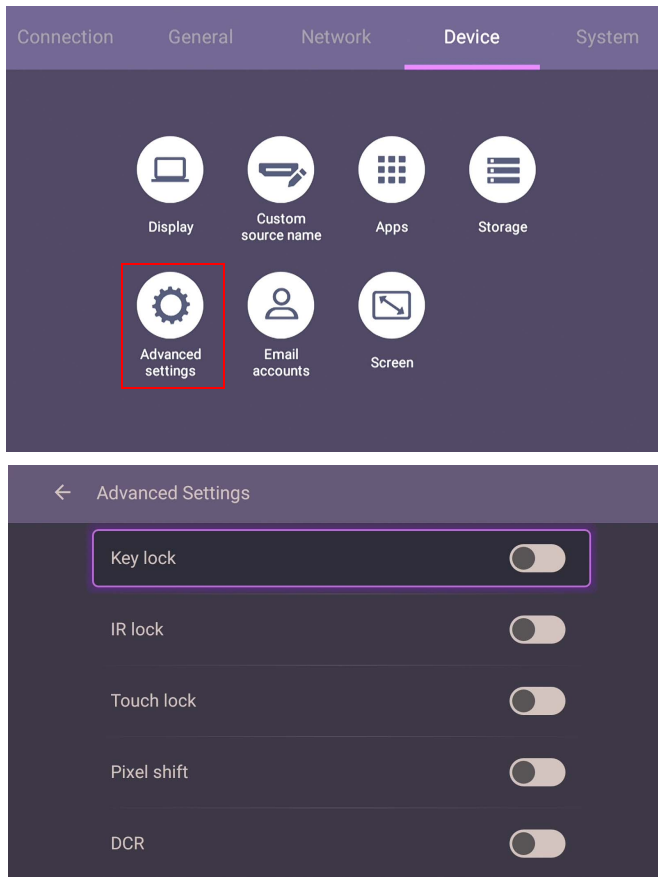 Connection General Network Device System
Display
Custom
source name
Apps
Storage
Advanced
settings
Email
accounts
Screen
Advanced Settings
Key lock
IR lock
Touch lock
Pixel shift
DCR